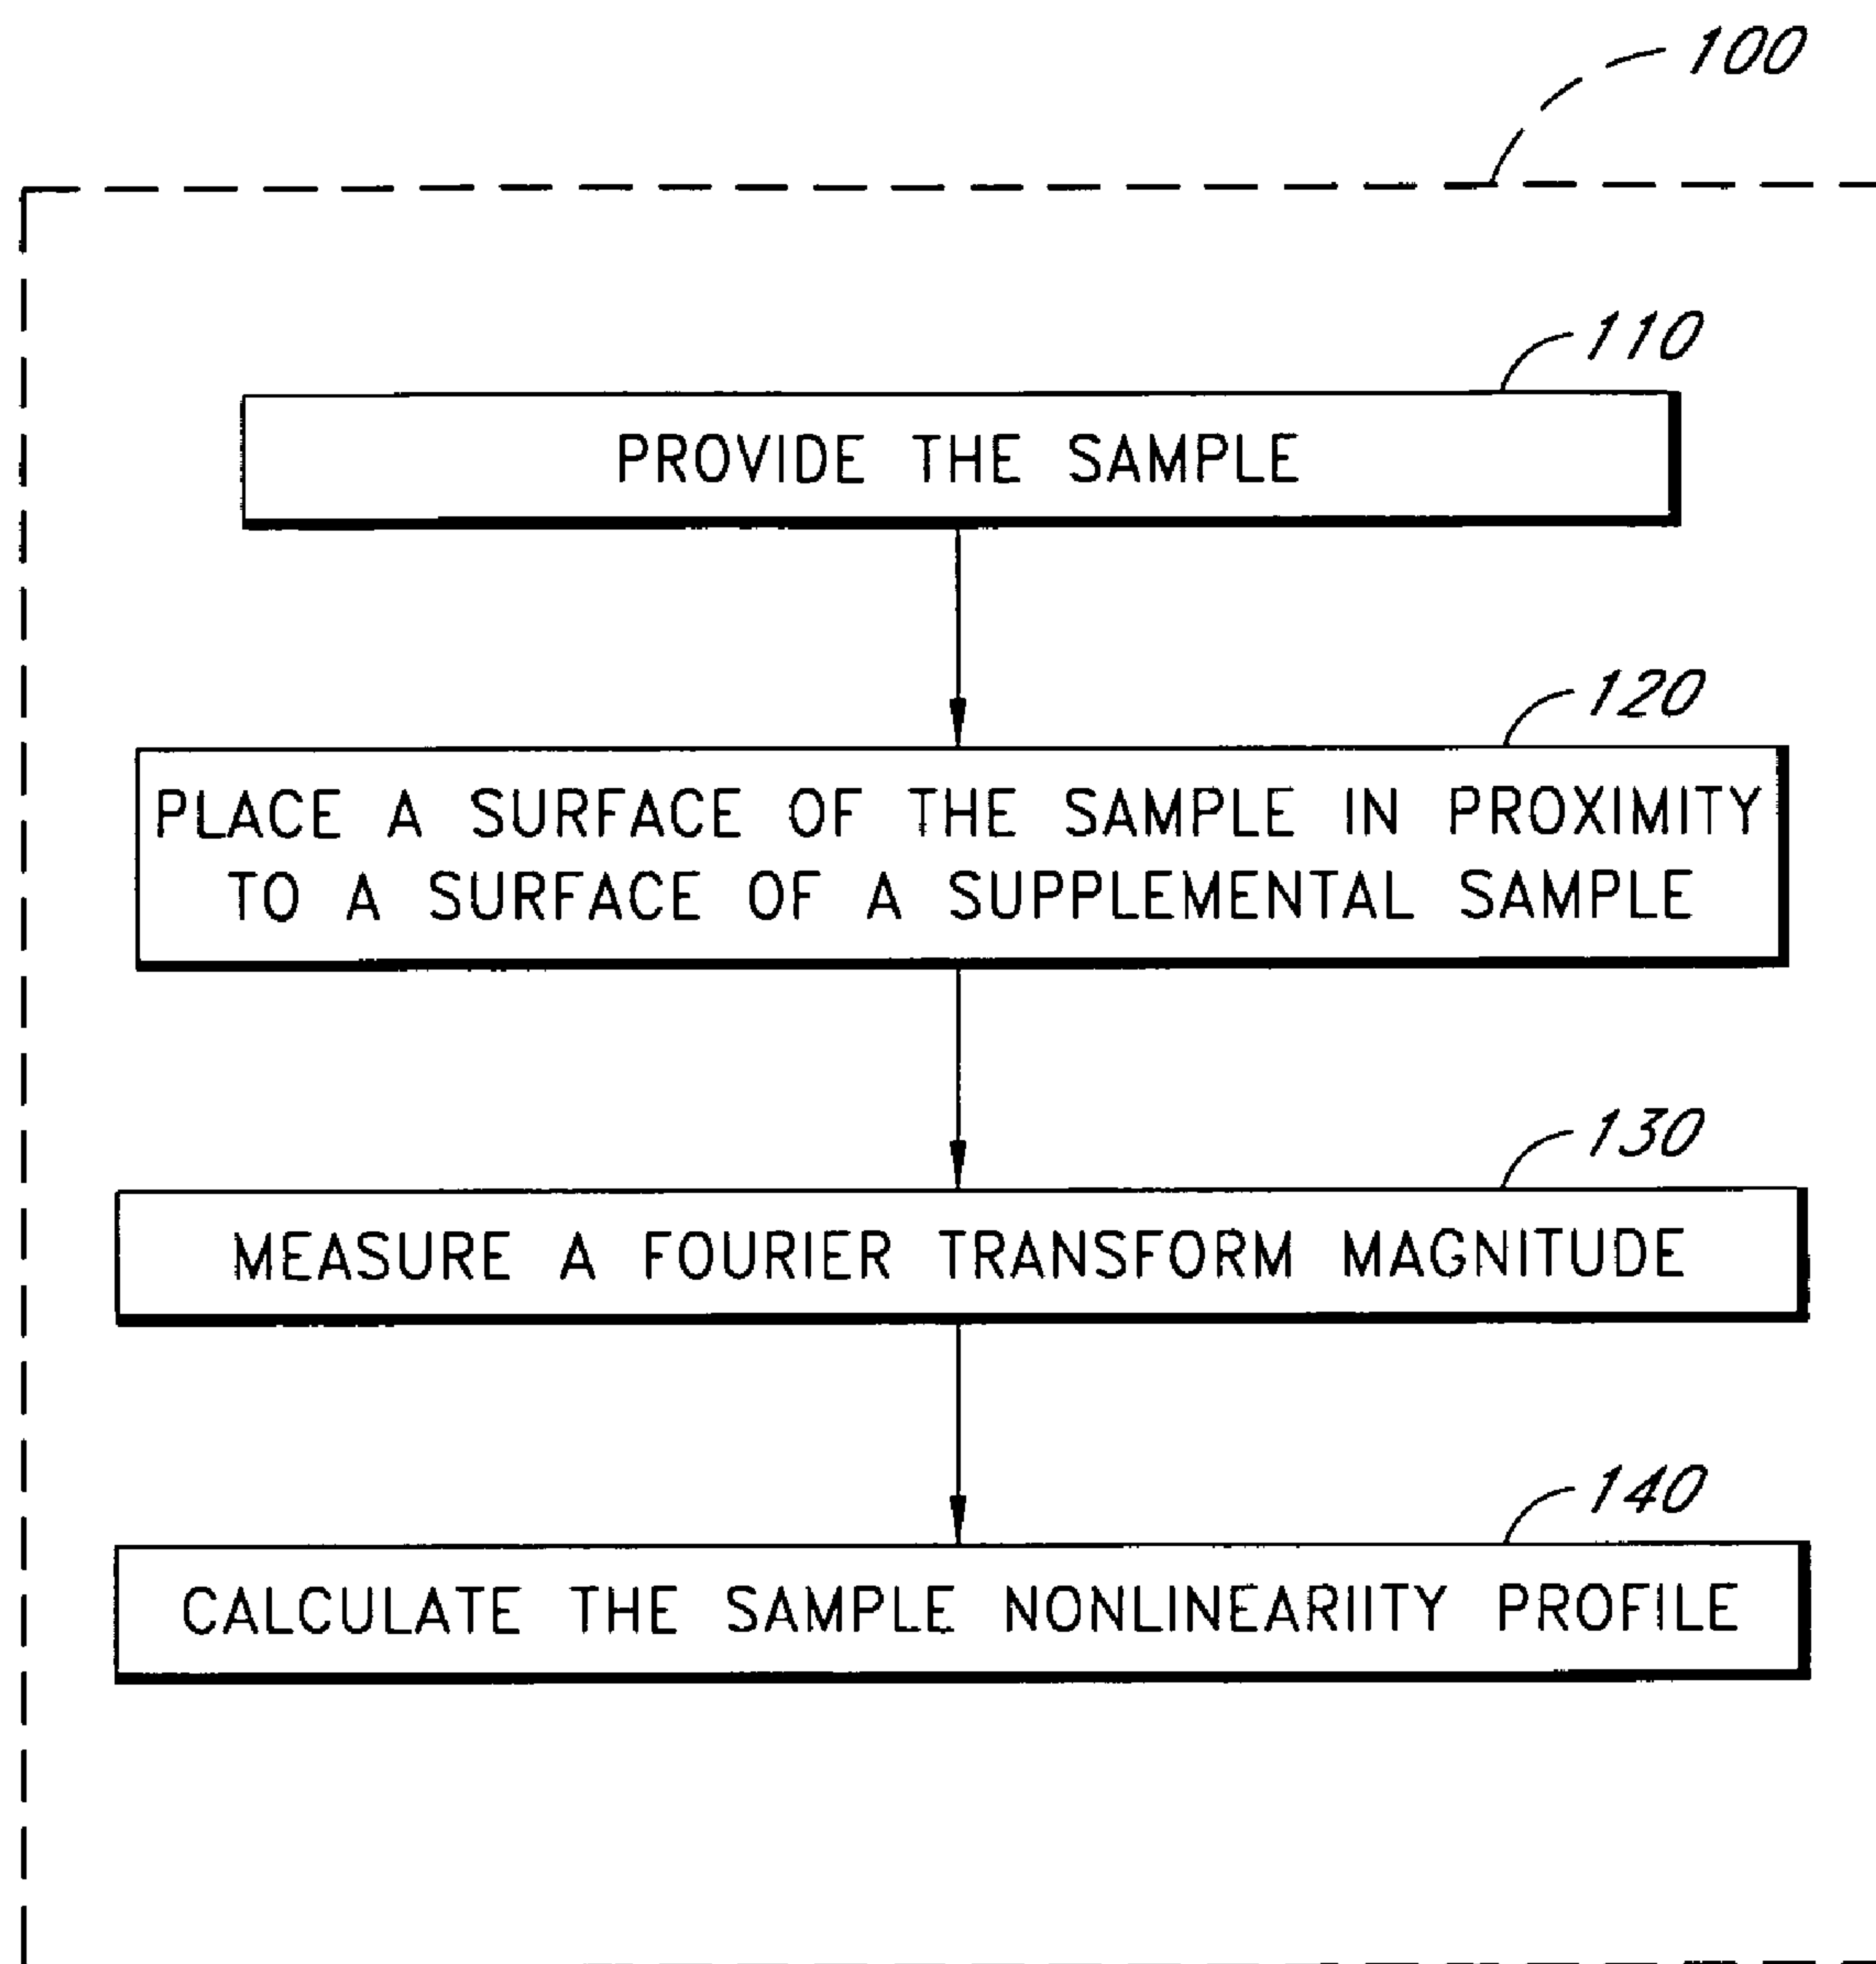 100
110
PROVIDE THE SAMPLE
120
PLACE A SURFACE OF THE SAMPLE IN PROXIMITY
TO A SURFACE OF A SUPPLEMENTAL SAMPLE
130
MEASURE A FOURIER TRANSFORM MAGNITUDE
140
CALCULATE THE SAMPLE NONLINEARIITY PROFILE